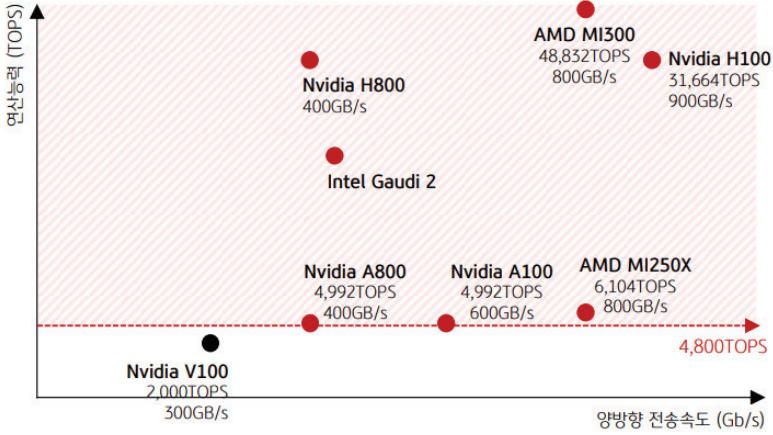 연산능력 (TOPS)
AMD MI300
48,832TOPS
800GB/s
Nvidia H100
31,664TOPS
900GB/s
Nvidia H800
400GB/s
Intel Gaudi 2
Nvidia A800
4,992TOPS
400GB/s
Nvidia A100
4,992TOPS
600GB/s
AMD MI250X
6,104TOPS
800GB/s
4,800TOPS
Nvidia V100
2,000TOPS
300GB/s
양방향 전송속도 (Gb/s)